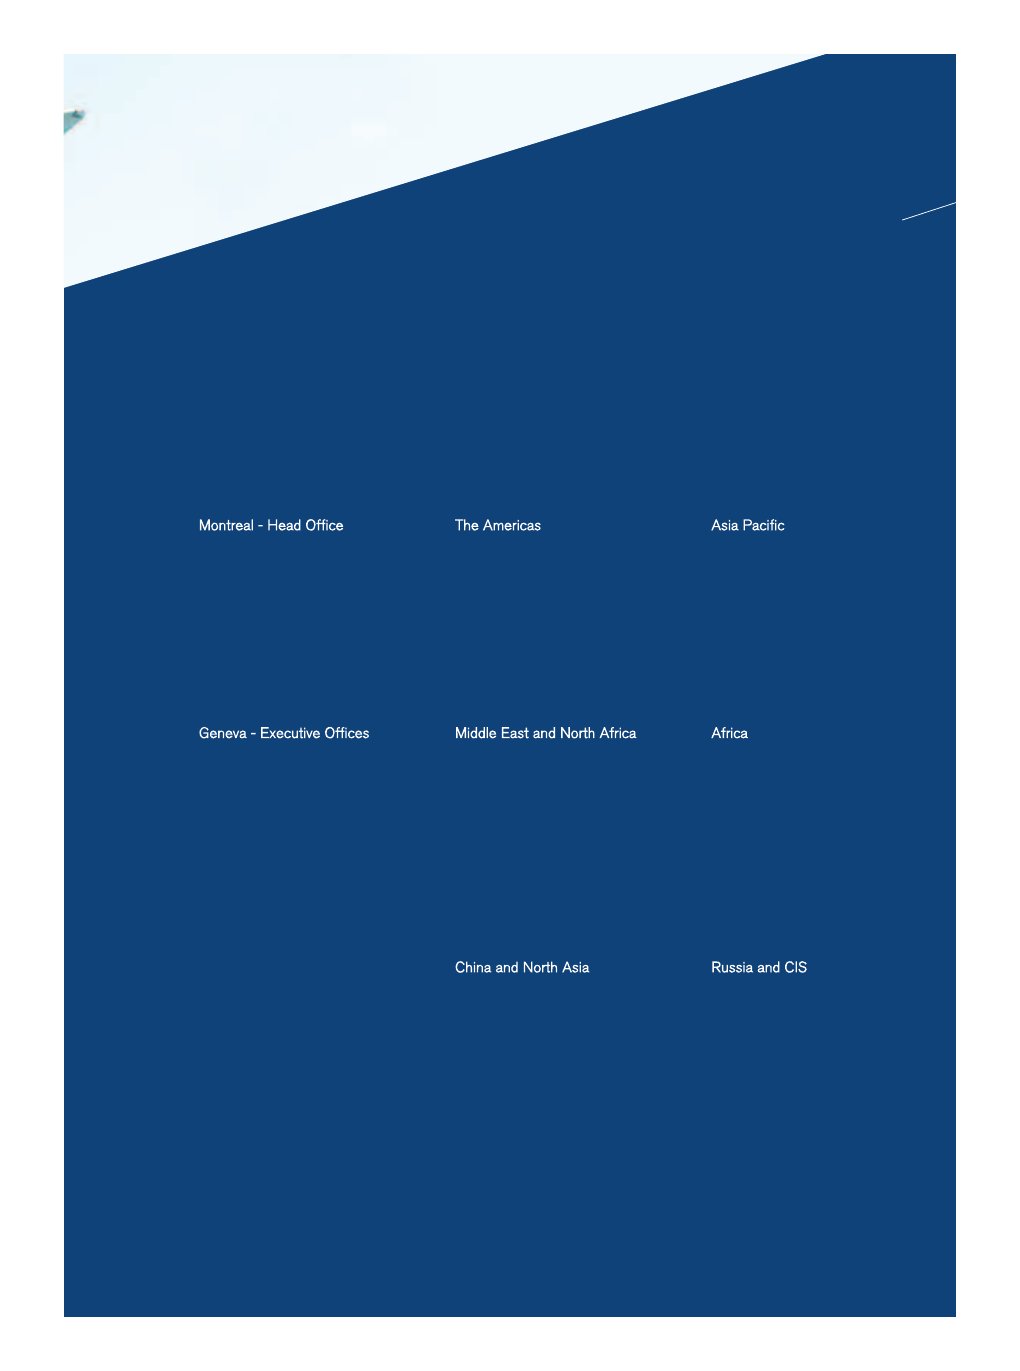 Montreal - Head Office
The Americas
Asia Pacific
Geneva - Executive Offices
Middle East and North Africa
Africa
China and North Asia
Russia and CIS